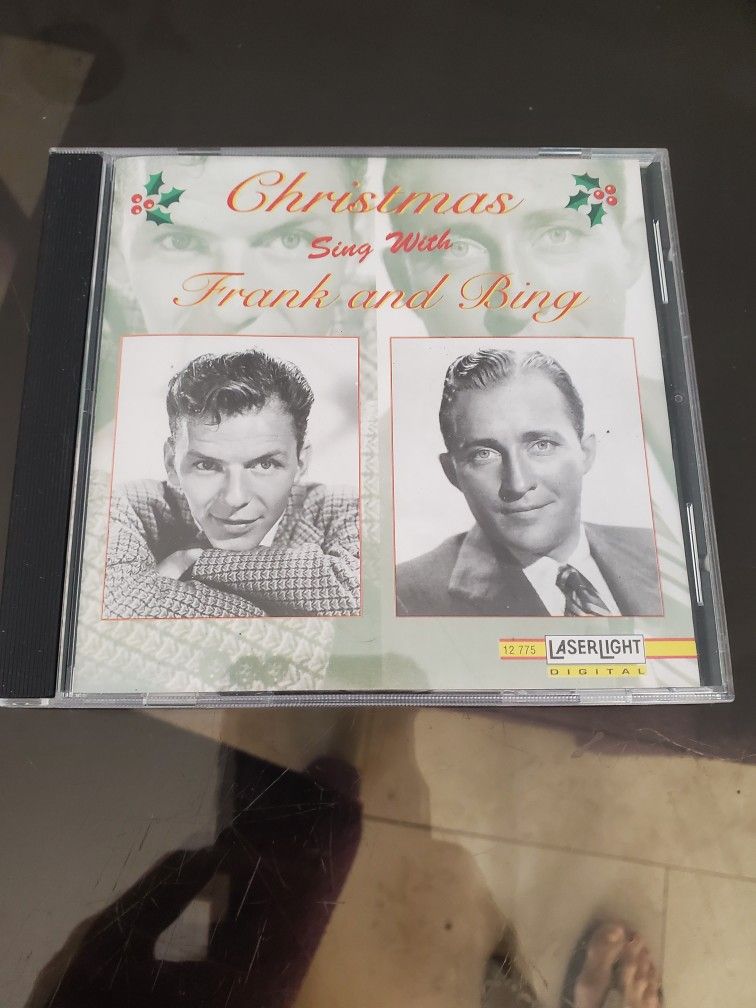 Christmas
Sing With
Frank and Bing
12 775 LASERLIGHT
DIGITAL